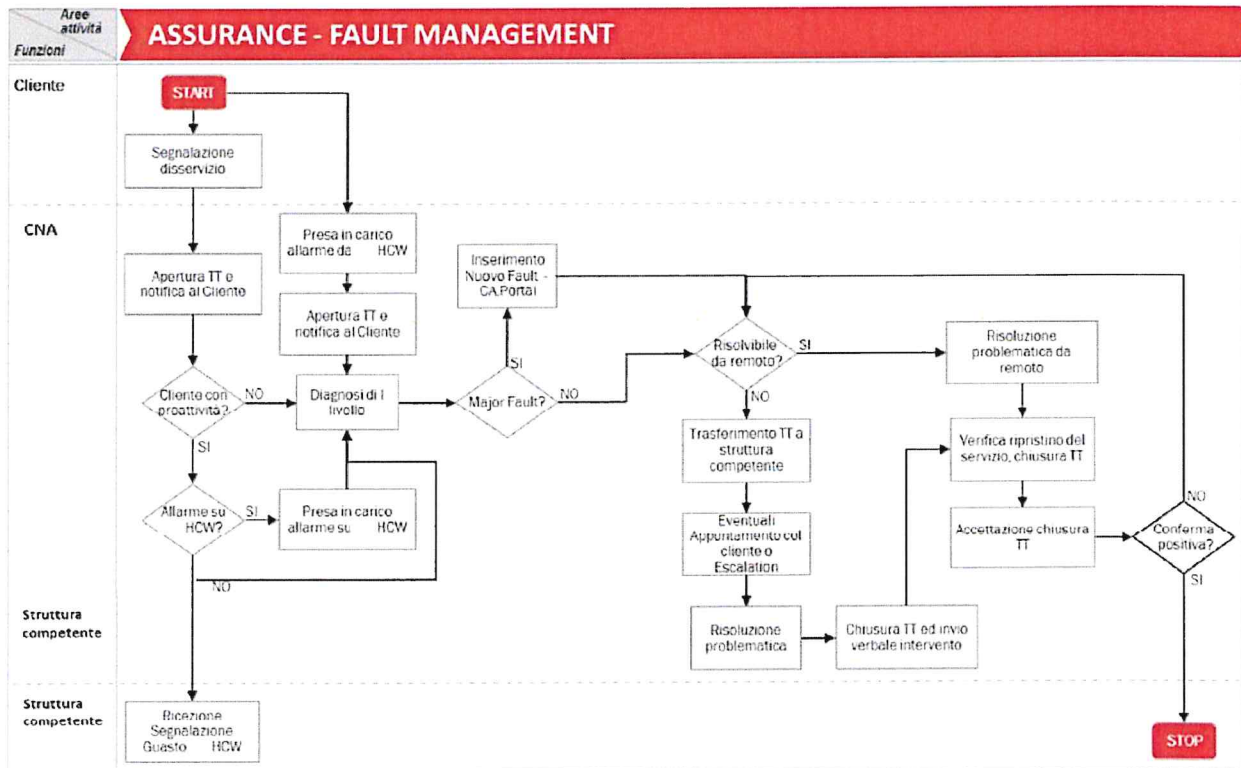 Aree
attività
Funzioni
ASSURANCE - FAULT MANAGEMENT
Cliente
START
Segnalazione
disservizio
CNA
Apertura TT e
notifica al Cliente
Presa in carico
allarme da HCW
Apertura TT e
notifica al Cliente
Inserimento
Nuovo Fault -
CA.Portal
Cliente con
proattività?
NO
SI
Diagnosi di I
livello
Major Fault?
SI
NO
Risolvibile
da remoto?
SI
NO
Risoluzione
problematica da
remoto
Allarme su
HCW?
SI
NO
Presa in carico
allarme su HCW
Trasferimento TT a
struttura
competente
Verifica ripristino del
servizio, chiusura TT
Eventuali
Appuntamento col
cliente o
Escalation
Accettazione chiusura
TT
Conferma
positiva?
NO
SI
Struttura
competente
Risoluzione
problematica
Chiusura TT ed invio
verbale intervento
Struttura
competente
Ricezione
Segnalazione
Guasto HCW
STOP